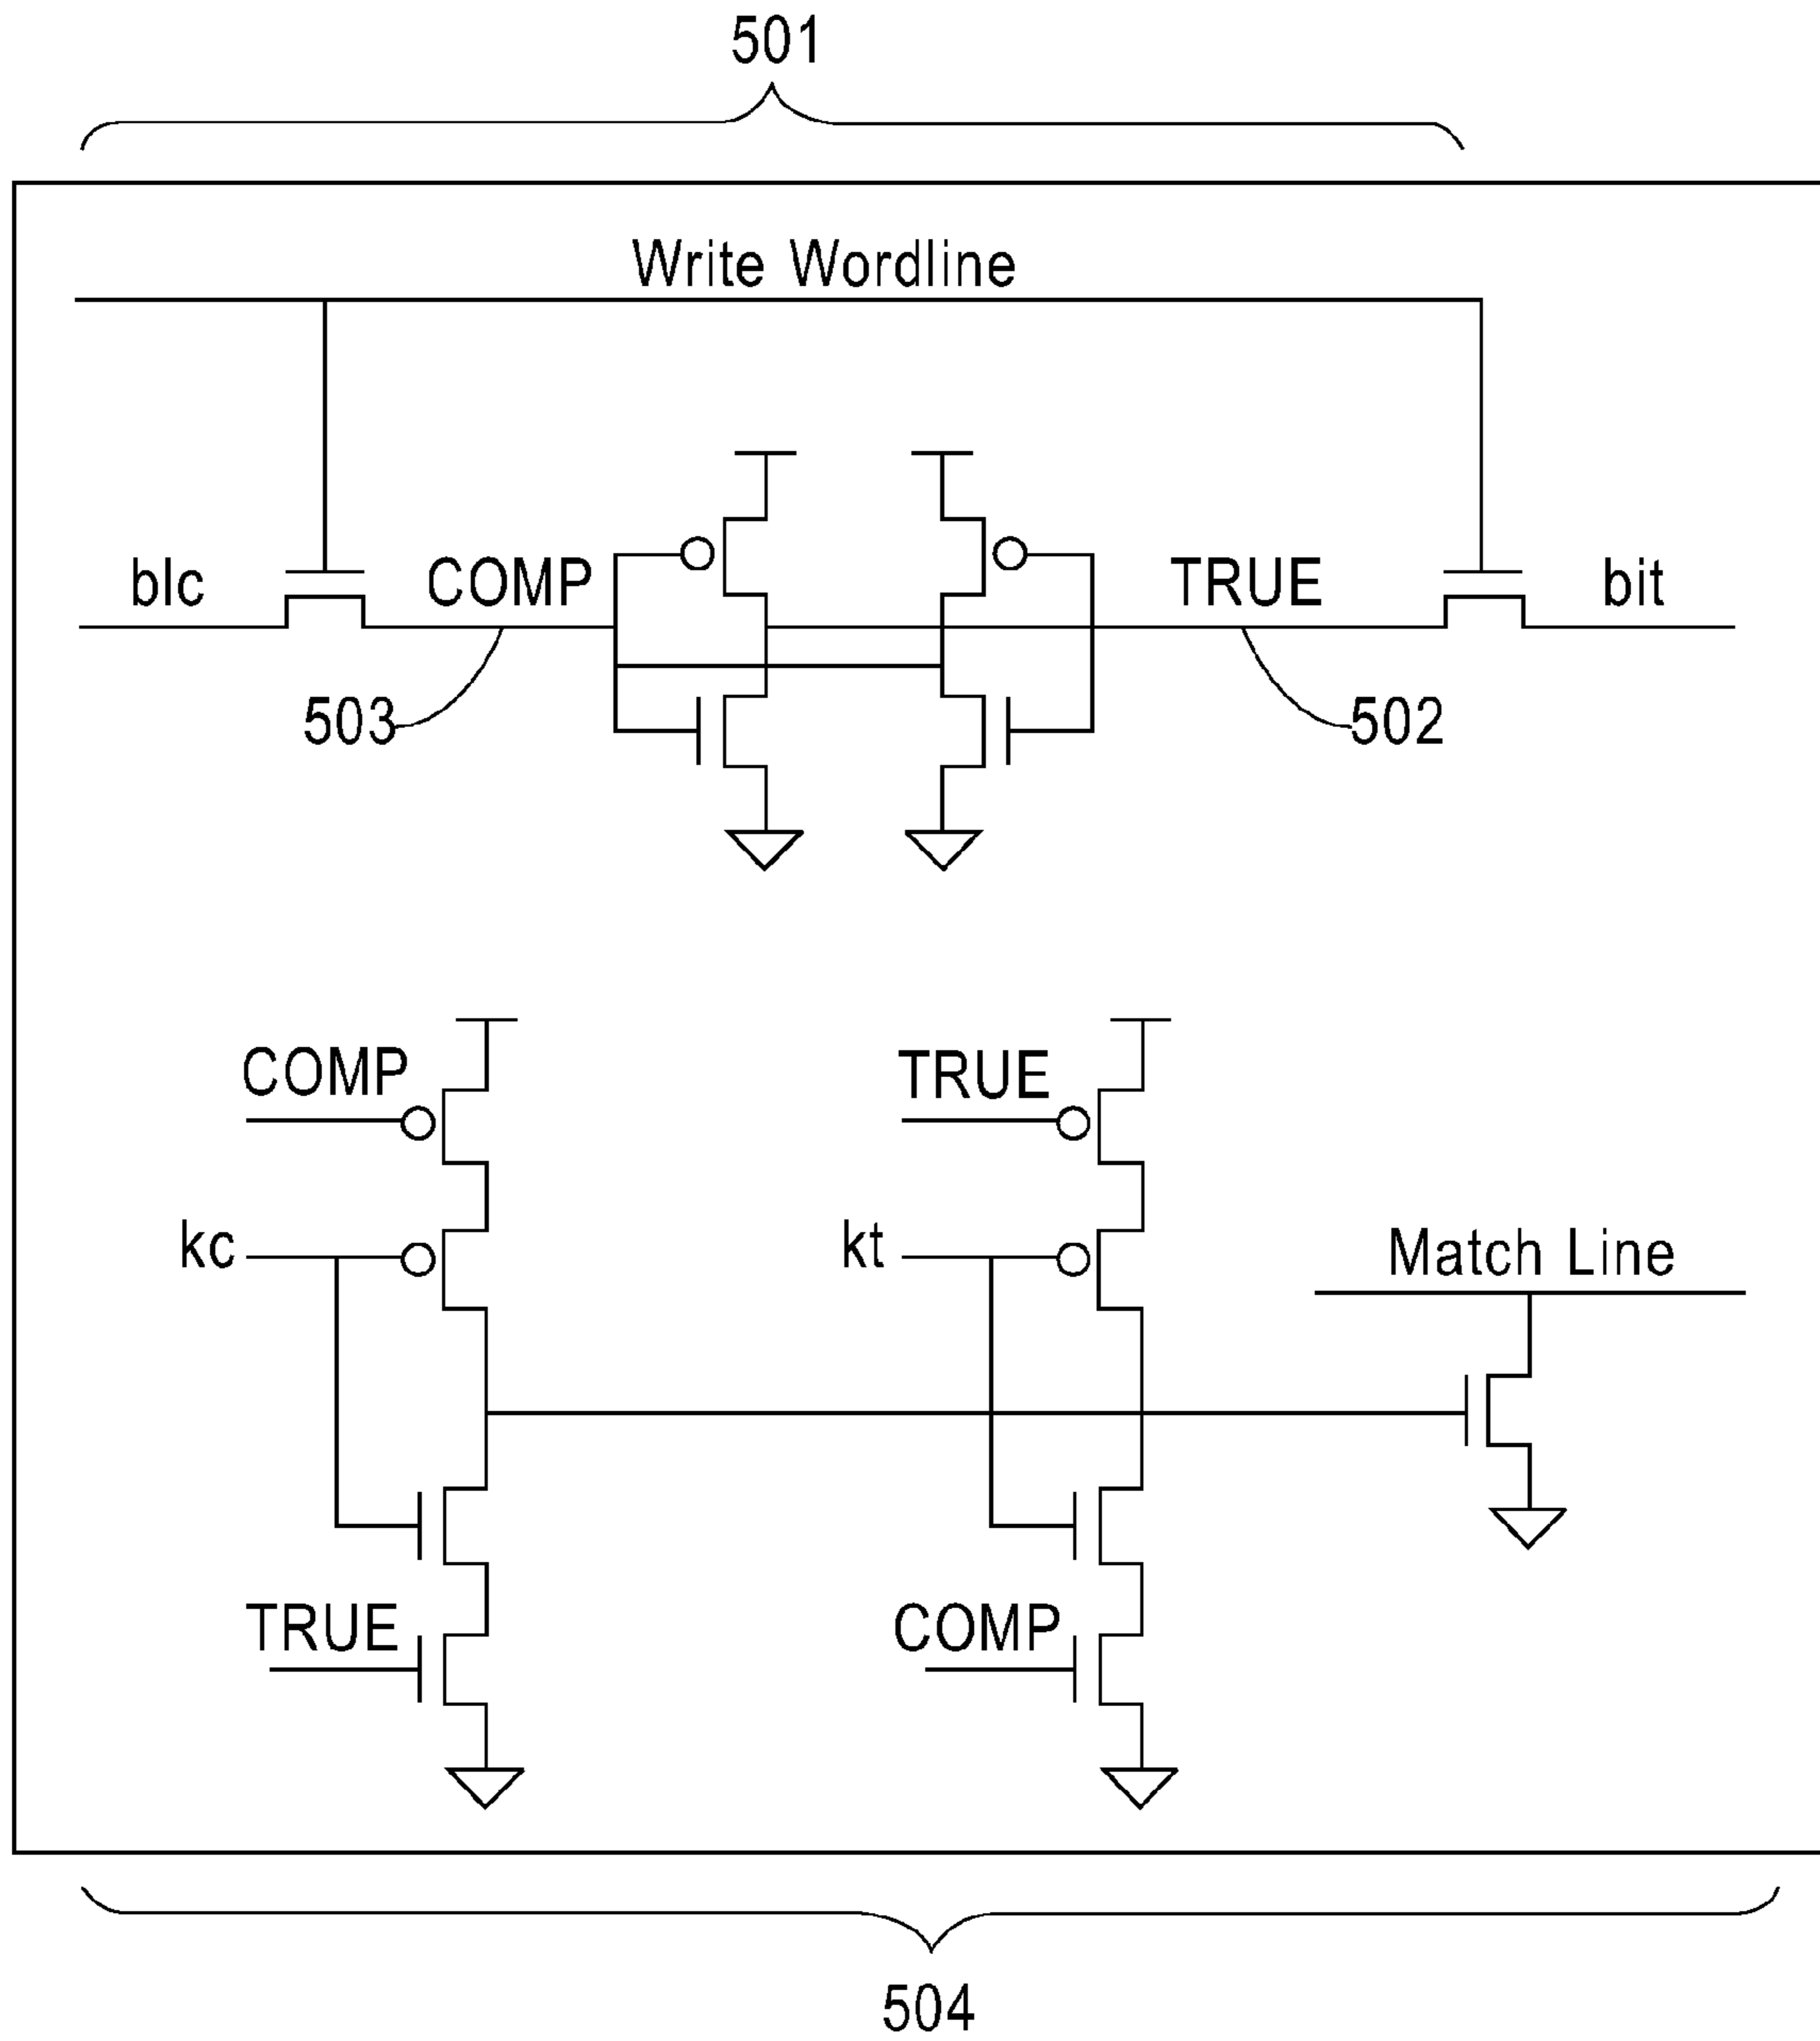 501
Write Wordline
blc COMP TRUE bit
503 502
COMP TRUE
kc kt Match Line
TRUE COMP
504